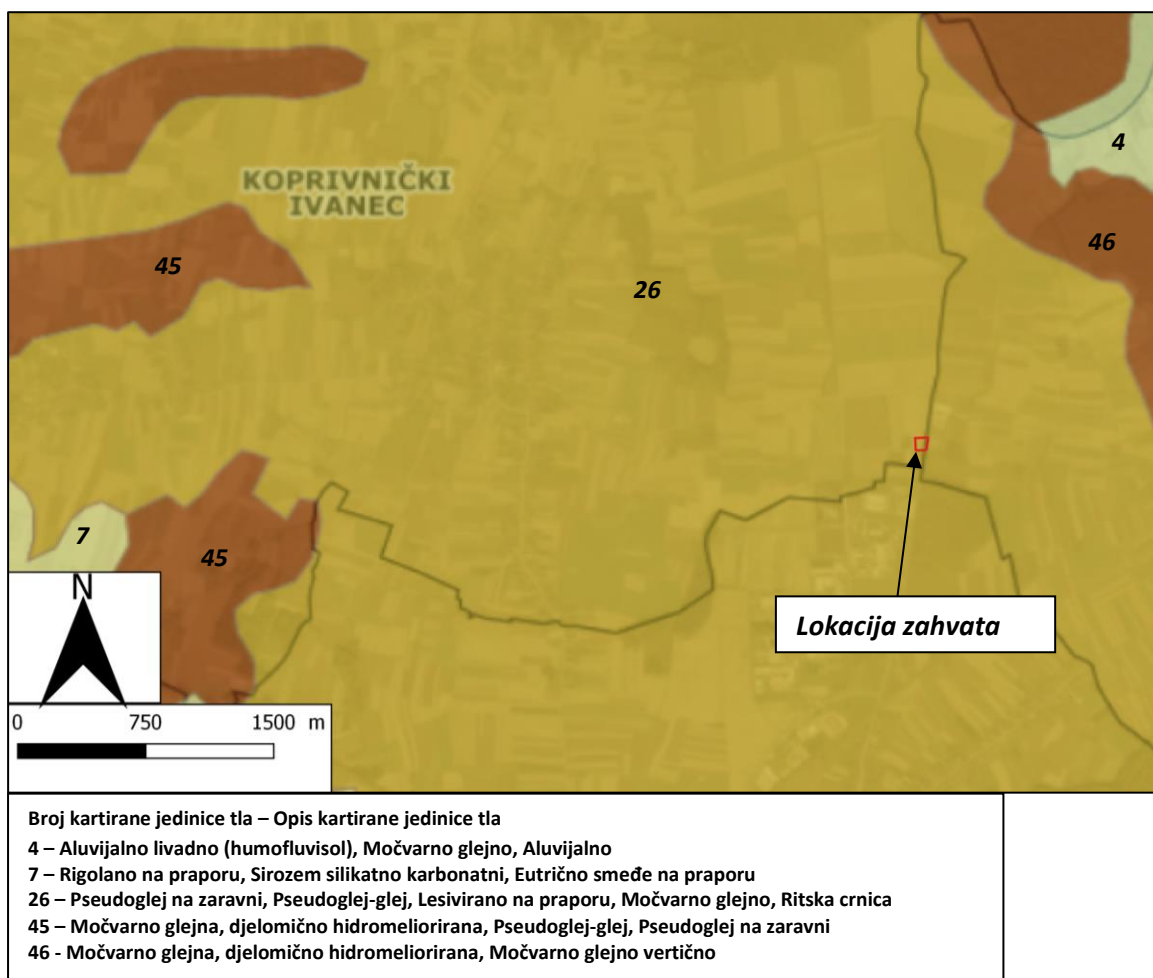 4
KOPRIVNIČKI
IVANEC
46
45
26
7
45
N
Lokacija zahvata
0 750 1500 m
Broj kartirane jedinice tla – Opis kartirane jedinice tla
4 – Aluvijalno livadno (humofluvisol), Močvarno glejno, Aluvijalno
7 – Rigolano na praporu, Sirozem silikatno karbonatni, Eutrično smeđe na praporu
26 – Pseudoglej na zaravni, Pseudoglej-glej, Lesivirano na praporu, Močvarno glejno, Ritska crnica
45 – Močvarno glejna, djelomično hidromeliorirana, Pseudoglej-glej, Pseudoglej na zaravni
46 - Močvarno glejna, djelomično hidromeliorirana, Močvarno glejno vertično